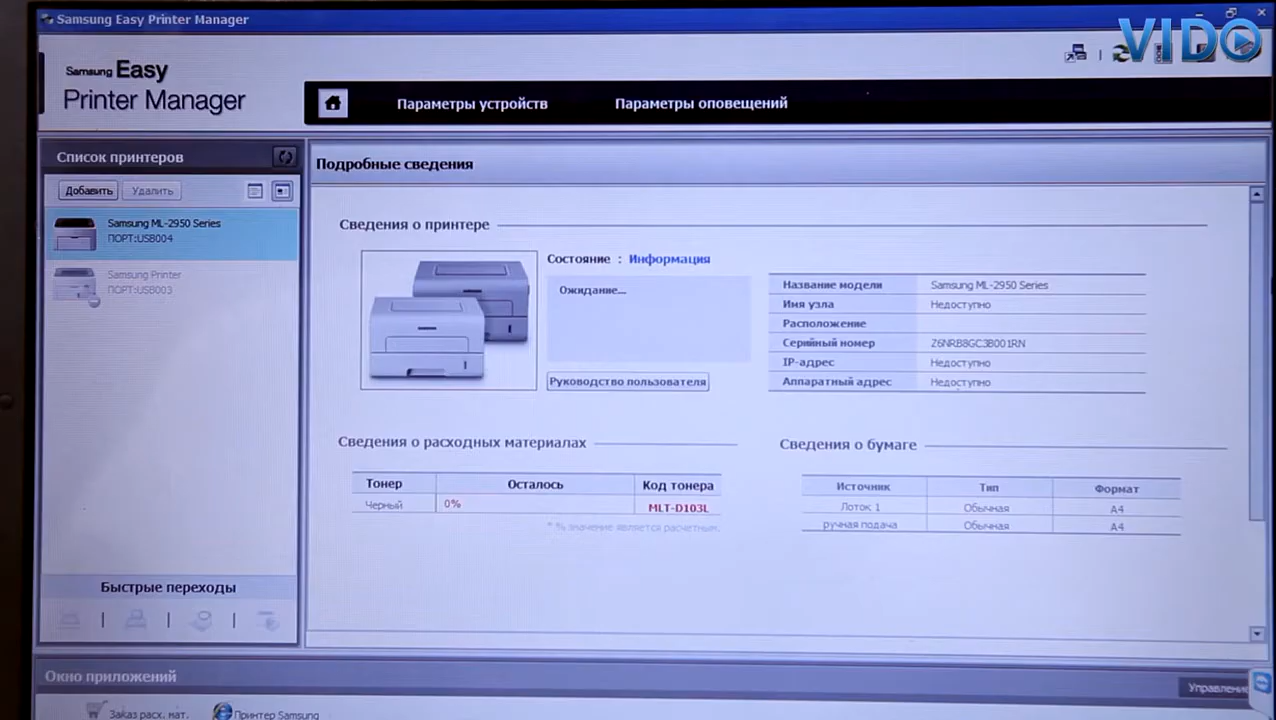 Samsung Easy Printer Manager
VIDO
Samsung Easy
Printer Manager
Параметры устройств
Параметры оповещений
Список принтеров
Добавить
Удалить
Samsung ML-2950 Series
ПОРТ:USB004
Samsung Printer
ПОРТ:USB003
Быстрые переходы
Подробные сведения
Сведения о принтере
Состояние : Информация
Ожидание...
Руководство пользователя
Название модели Samsung ML-2950 Series
Имя узла Недоступно
Расположение
Серийный номер Z6NRB8GC3B001RN
IP-адрес Недоступно
Аппаратный адрес Недоступно
Сведения о расходных материалах
Тонер Осталось Код тонера
Черный 0% MLT-D103L
* % значение является расчетным.
Сведения о бумаге
Источник Тип Формат
Лоток 1 Обычная A4
ручная подача Обычная A4
Окно приложений
Управление
Заказ расх. мат.
Принтер Samsung